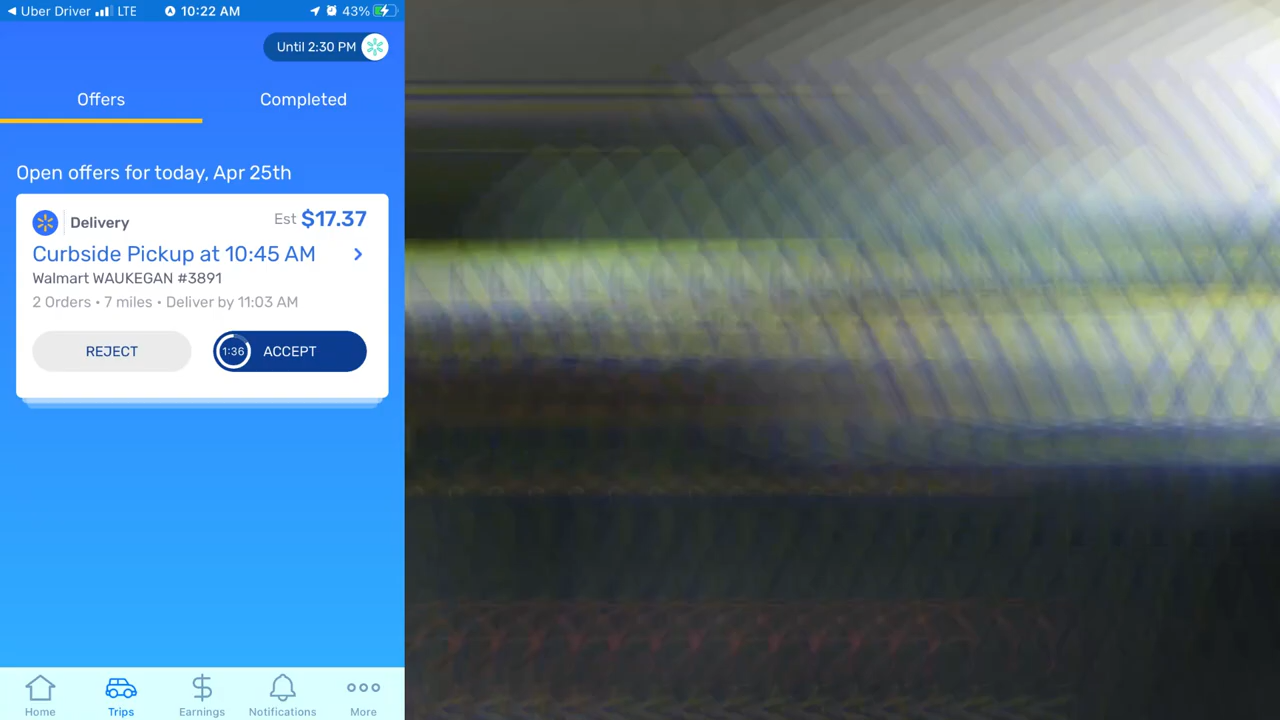 Uber Driver LTE 10:22 AM 43%
Until 2:30 PM
Offers Completed
Open offers for today, Apr 25th
Delivery Est $17.37
Curbside Pickup at 10:45 AM
Walmart WAUKEGAN #3891
2 Orders • 7 miles • Deliver by 11:03 AM
REJECT 1:36 ACCEPT
Home Trips Earnings Notifications More